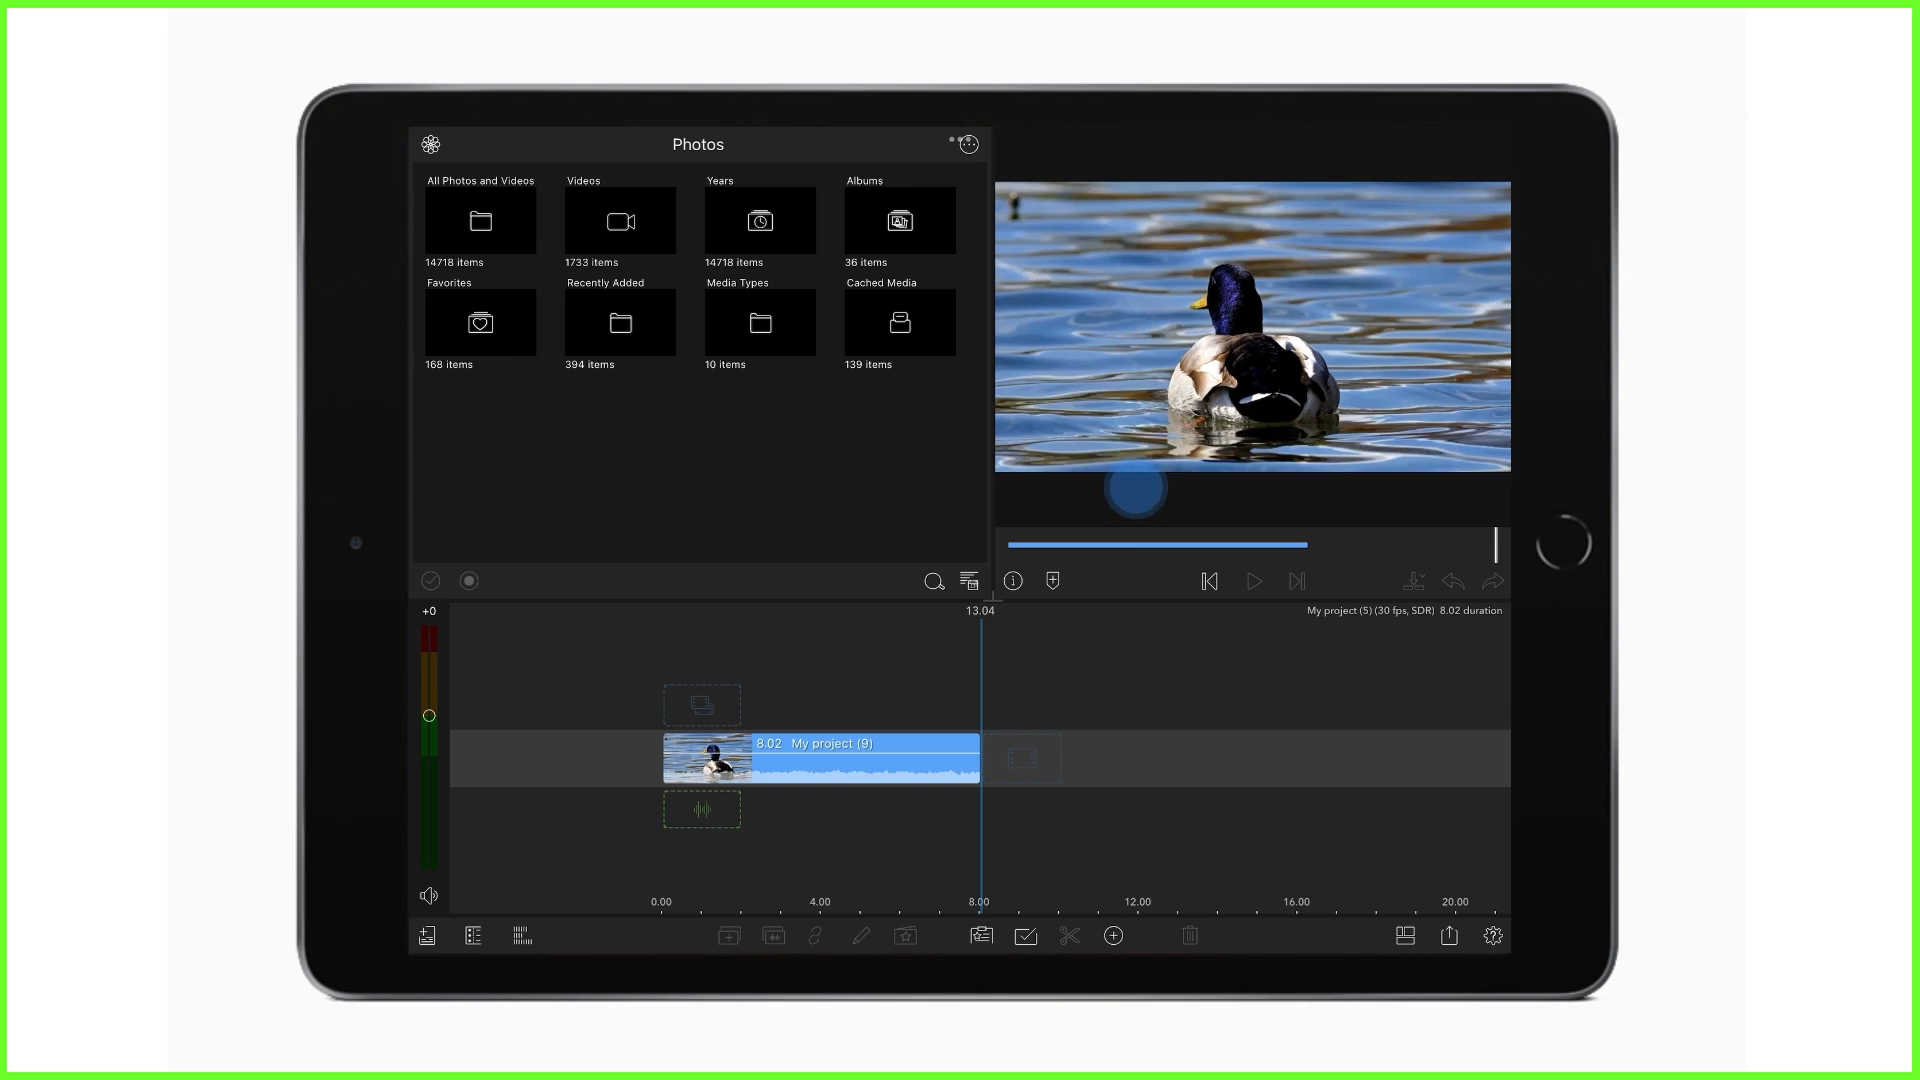 Photos
All Photos and Videos
Videos
Years
Albums
14718 items
1733 items
14718 items
36 items
Favorites
Recently Added
Media Types
Cached Media
168 items
394 items
10 items
139 items
+0
13.04
My project (5) (30 fps, SDR) 8.02 duration
8.02 My project (9)
0.00
4.00
8.00
12.00
16.00
20.00